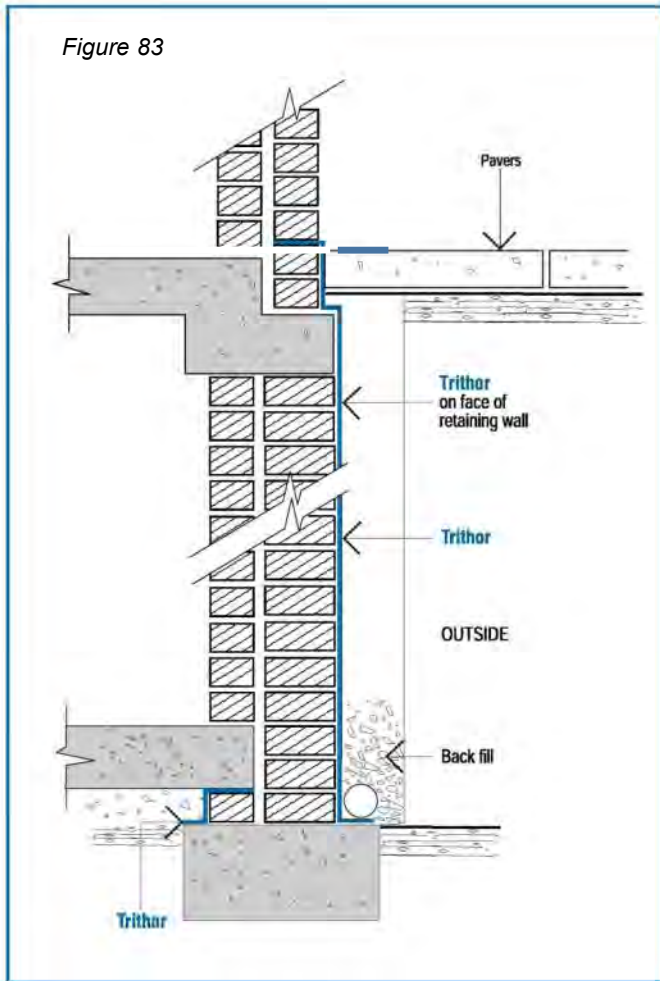 Figure 83
Pavers
Trithor
on face of
retaining wall
Trithor
OUTSIDE
Back fill
Trithor